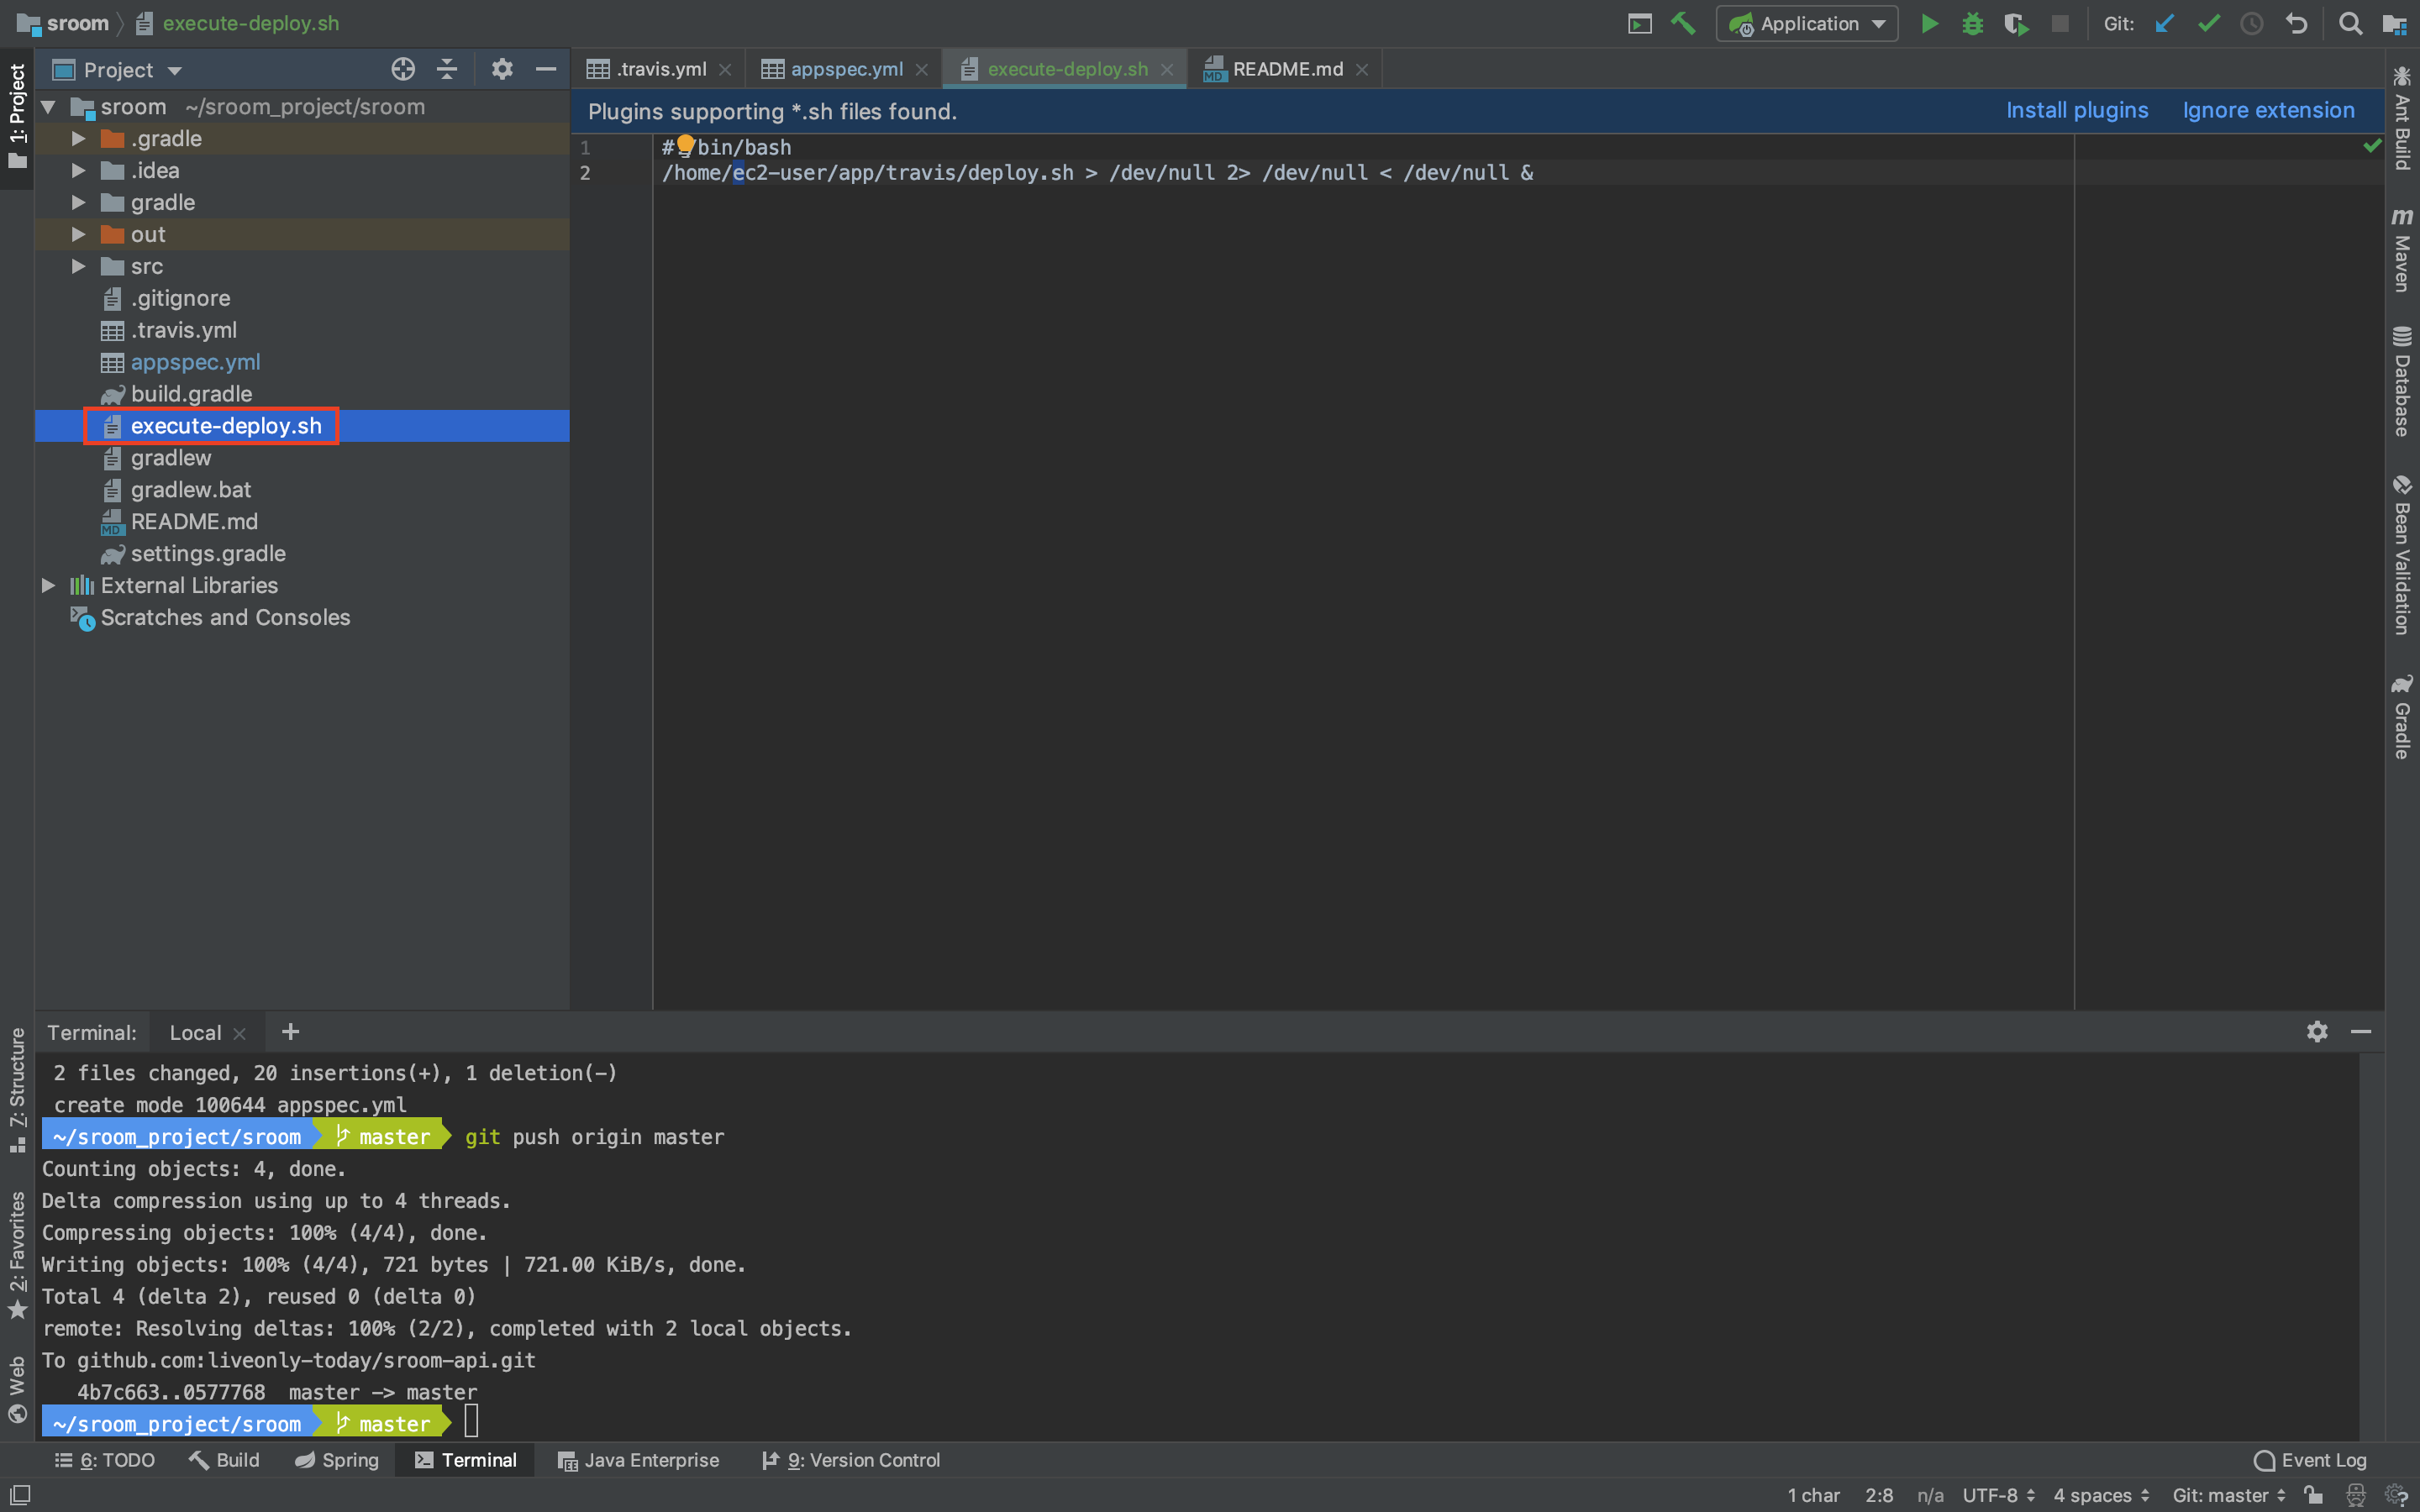 sroom execute-deploy.sh
Application
Git:
Project
.travis.yml
appspec.yml
execute-deploy.sh
README.md
Plugins supporting *.sh files found.
Install plugins
Ignore extension
sroom ~/sroom_project/sroom
.gradle
.idea
gradle
out
src
.gitignore
.travis.yml
appspec.yml
build.gradle
execute-deploy.sh
gradlew
gradlew.bat
README.md
settings.gradle
External Libraries
Scratches and Consoles
1 #!/bin/bash
2 /home/ec2-user/app/travis/deploy.sh > /dev/null 2> /dev/null < /dev/null &
1: Project
Z: Structure
2: Favorites
Web
Ant Build
Maven
Database
Bean Validation
Gradle
Terminal: Local
2 files changed, 20 insertions(+), 1 deletion(-)
create mode 100644 appspec.yml
~/sroom_project/sroom master git push origin master
Counting objects: 4, done.
Delta compression using up to 4 threads.
Compressing objects: 100% (4/4), done.
Writing objects: 100% (4/4), 721 bytes | 721.00 KiB/s, done.
Total 4 (delta 2), reused 0 (delta 0)
remote: Resolving deltas: 100% (2/2), completed with 2 local objects.
To github.com:liveonly-today/sroom-api.git
4b7c663..0577768 master -> master
~/sroom_project/sroom master
6: TODO
Build
Spring
Terminal
Java Enterprise
9: Version Control
Event Log
1 char 2:8 n/a UTF-8 4 spaces Git: master